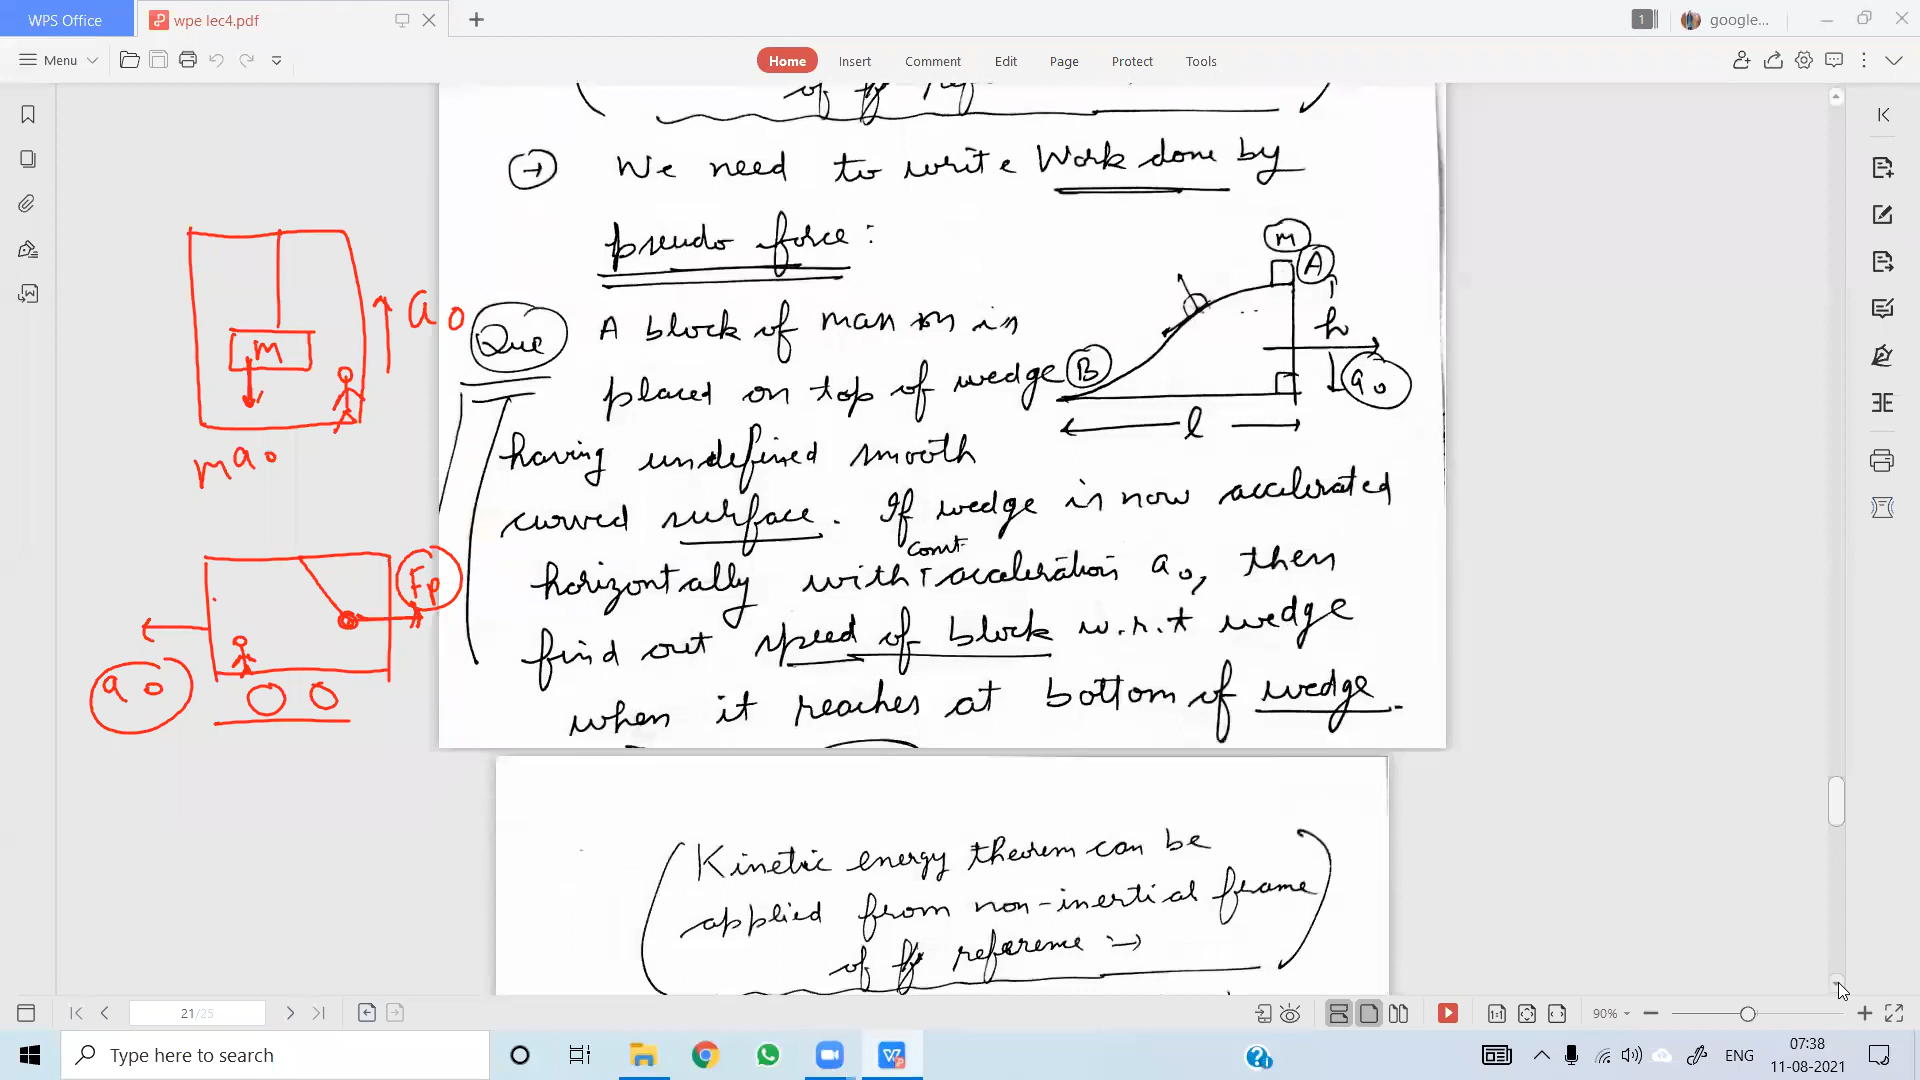 WPS Office
wpe lec4.pdf
1
google...
Menu
Home
Insert
Comment
Edit
Page
Protect
Tools
of
→ We need to write Work done by
pseudo force :
m
A
h
a0
B
l
Que
A block of mass m is
placed on top of wedge
having undefined smooth
curved surface. If wedge is now accelerated
const
horizontally with acceleration a0, then
find out speed of block w.r.t wedge
when it reaches at bottom of wedge.
m
a0
ma0
Fp
a0
Kinetic energy theorem can be
applied from non-inertial frame
of reference :→
21/25
90%
Type here to search
ENG
07:38
11-08-2021